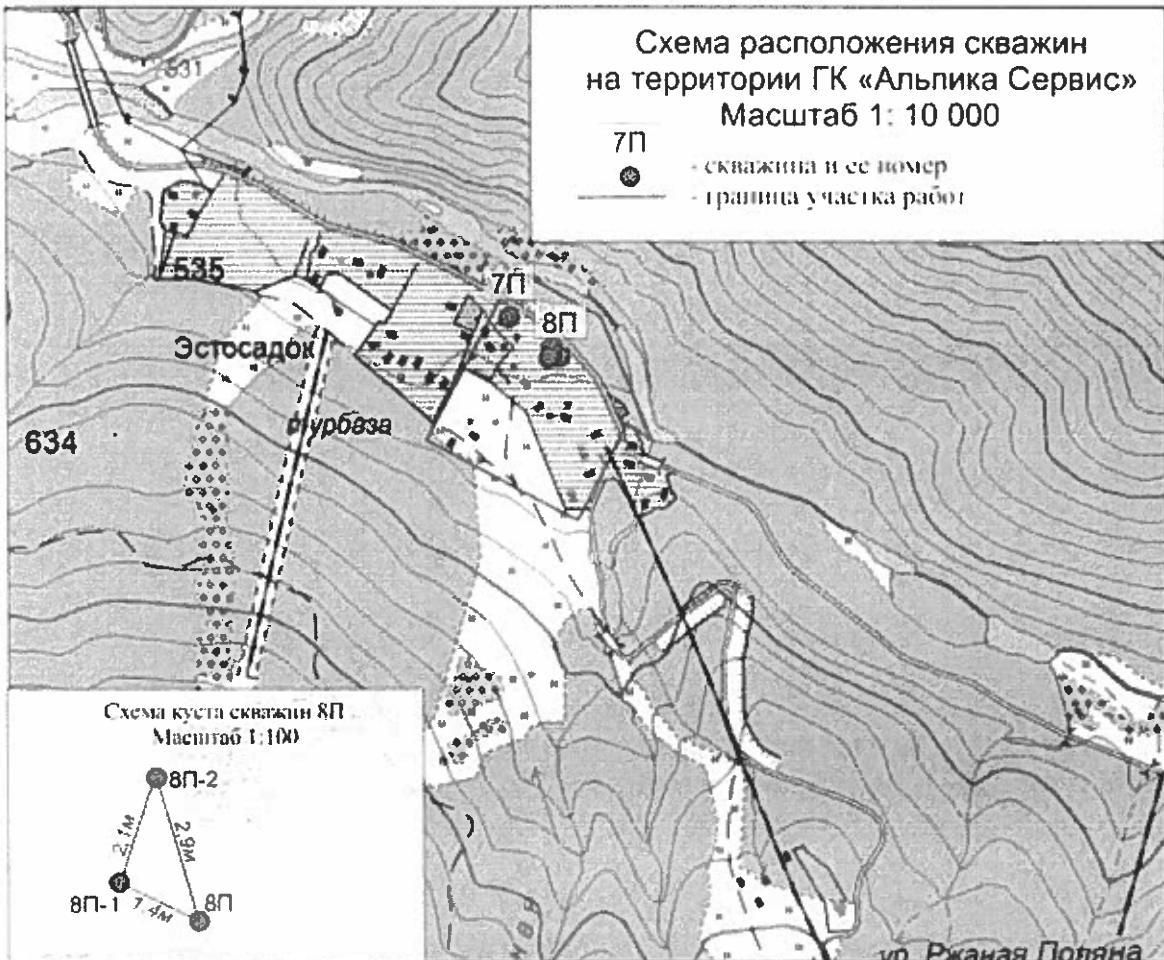 Схема расположения скважин
на территории ГК «Альпика Сервис»
Масштаб 1: 10 000
7П
- скважина и ее номер
- граница участка работ
531
535
7П
8П
Эстосадок
турбаза
634
Схема куста скважин 8П
Масштаб 1:100
8П-2
2,1м
2,9м
8П-1
1,4м
8П
ур. Ржаная Поляна